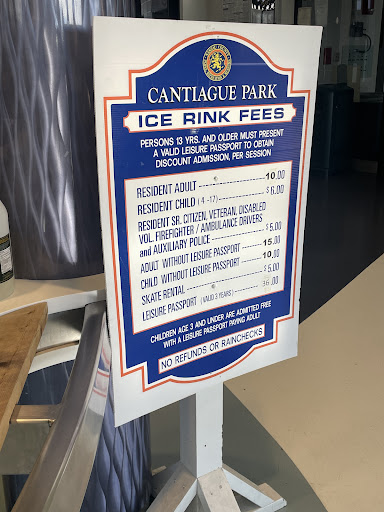 CANTIAGUE PARK
ICE RINK FEES
PERSONS 13 YRS. AND OLDER MUST PRESENT
A VALID LEISURE PASSPORT TO OBTAIN
DISCOUNT ADMISSION, PER SESSION
RESIDENT ADULT 10.00
RESIDENT CHILD (4 -17) $6.00
RESIDENT SR. CITIZEN, VETERAN, DISABLED
VOL. FIREFIGHTER / AMBULANCE DRIVERS
and AUXILIARY POLICE $5.00
ADULT WITHOUT LEISURE PASSPORT 15.00
CHILD WITHOUT LEISURE PASSPORT 10.00
SKATE RENTAL $5.00
LEISURE PASSPORT (VALID 3 YEARS) 36.00
CHILDREN AGE 3 AND UNDER ARE ADMITTED FREE
WITH A LEISURE PASSPORT PAYING ADULT
NO REFUNDS OR RAINCHECKS